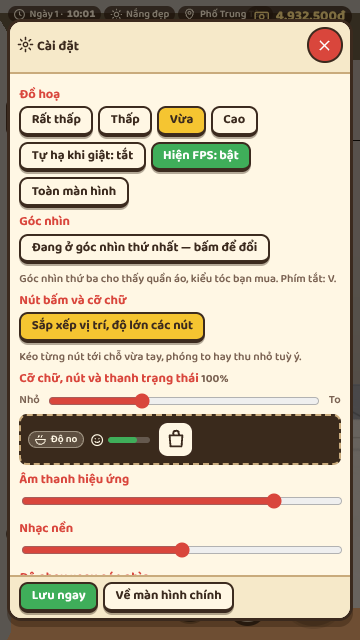 Ngày 1 · 10:01 Nắng đẹp Phố Trung 4.932.500đ
Cài đặt
Đồ hoạ
Rất thấp Thấp Vừa Cao
Tự hạ khi giật: tắt Hiện FPS: bật
Toàn màn hình
Góc nhìn
Đang ở góc nhìn thứ nhất — bấm để đổi
Góc nhìn thứ ba cho thấy quần áo, kiểu tóc bạn mua. Phím tắt: V.
Nút bấm và cỡ chữ
Sắp xếp vị trí, độ lớn các nút
Kéo từng nút tới chỗ vừa tay, phóng to hay thu nhỏ tuỳ ý.
Cỡ chữ, nút và thanh trạng thái 100%
Nhỏ To
Độ no
Âm thanh hiệu ứng
Nhạc nền
Lưu ngay Về màn hình chính